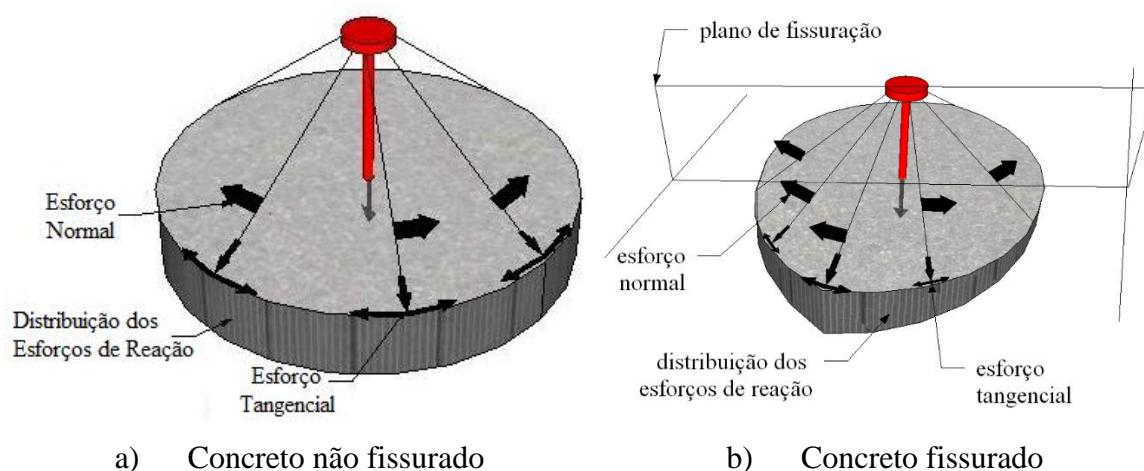 Esforço
Normal
Distribuição dos
Esforços de Reação
Esforço
Tangencial
a) Concreto não fissurado
plano de fissuração
esforço
normal
distribuição dos
esforços de reação
esforço
tangencial
b) Concreto fissurado